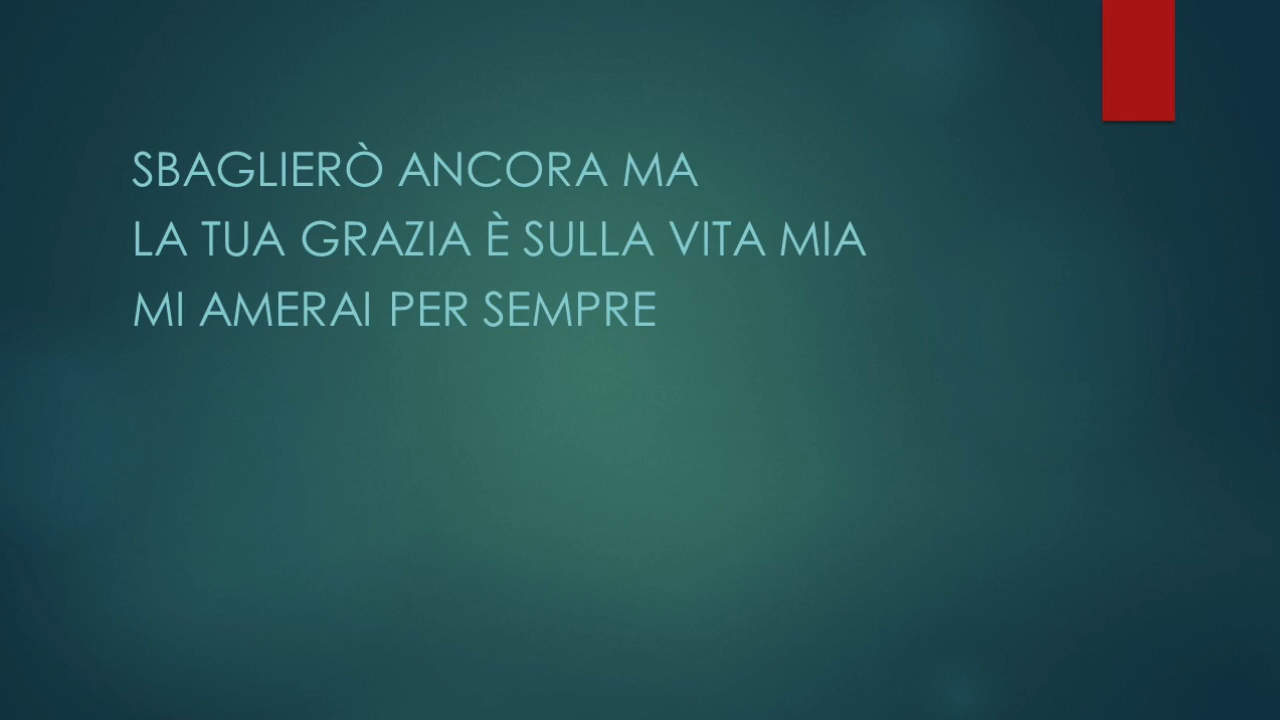 SBAGLIERÒ ANCORA MA
LA TUA GRAZIA È SULLA VITA MIA
MI AMERAI PER SEMPRE